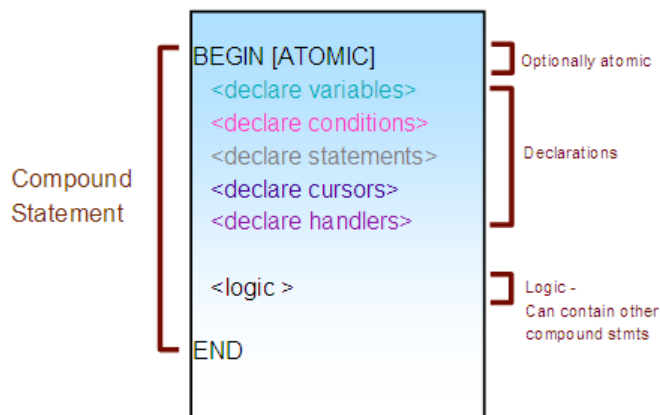 BEGIN [ATOMIC]
Optionally atomic
<declare variables>
<declare conditions>
<declare statements>
<declare cursors>
<declare handlers>
Declarations
Compound
Statement
<logic >
Logic -
Can contain other
compound stmts
END